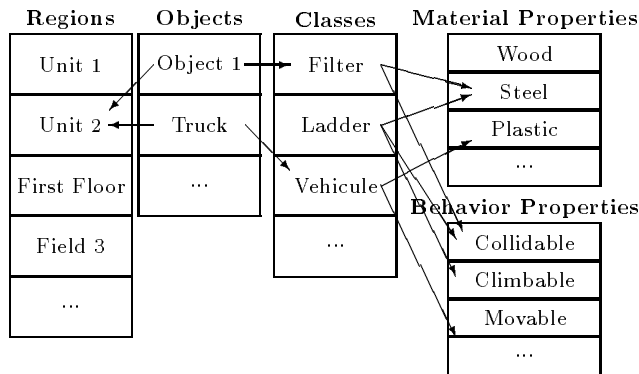 Regions
Objects
Classes
Material Properties
Unit 1
Unit 2
First Floor
Field 3
...
Object 1
Truck
...
Filter
Ladder
Vehicule
...
Wood
Steel
Plastic
...
Behavior Properties
Collidable
Climbable
Movable
...